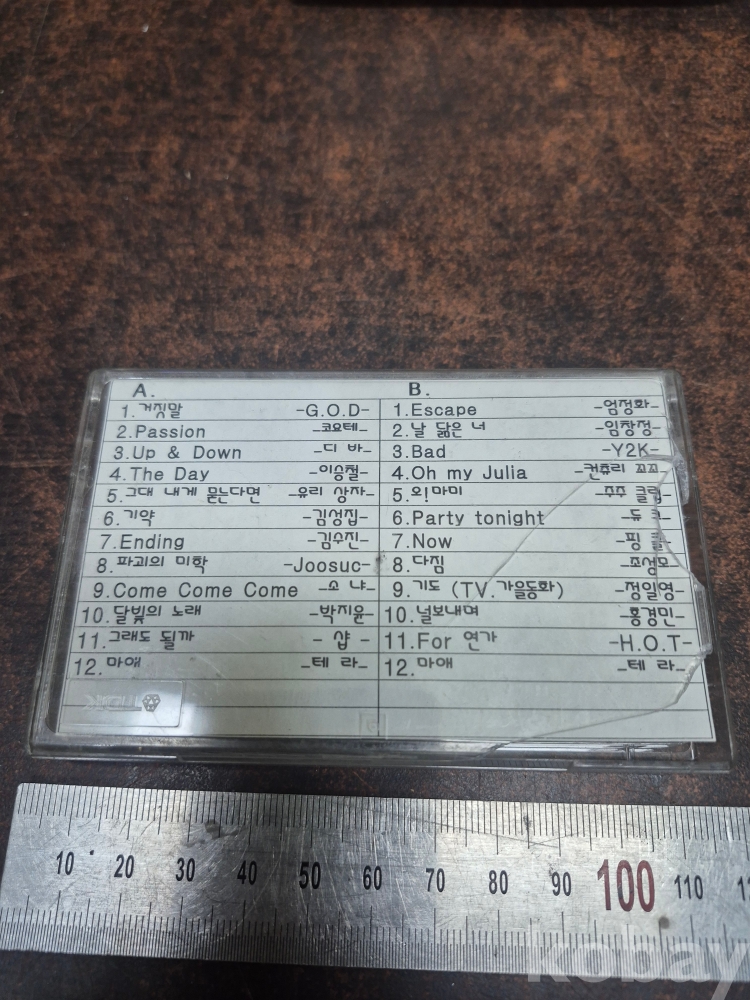 A.
1.거짓말 -G.O.D-
2.Passion -코요테-
3.Up & Down -디 바-
4.The Day -이승철-
5.그대 내게 묻는다면 -유리 상자-
6.기약 -김성집-
7.Ending -김수진-
8.파괴의 미학 -Joosuc-
9.Come Come Come -소 냐-
10.달빛의 노래 -박지윤-
11.그래도 될까 - 샵 -
12.마애 -테 라-
B.
1.Escape -엄정화-
2.날 닮은 너 -임창정-
3.Bad -Y2K-
4.Oh my Julia -컨츄리 꼬꼬-
5.오!마미 -주주 클럽-
6.Party tonight -듀
7.Now -핑 클-
8.다짐 -조성모-
9.기도 (TV.가을동화) -정일영-
10.널보내며 -홍경민-
11.For 연가 -H.O.T-
12.마애 -테 라-
TDK
10 20 30 40 50 60 70 80 90 100 110
kobay